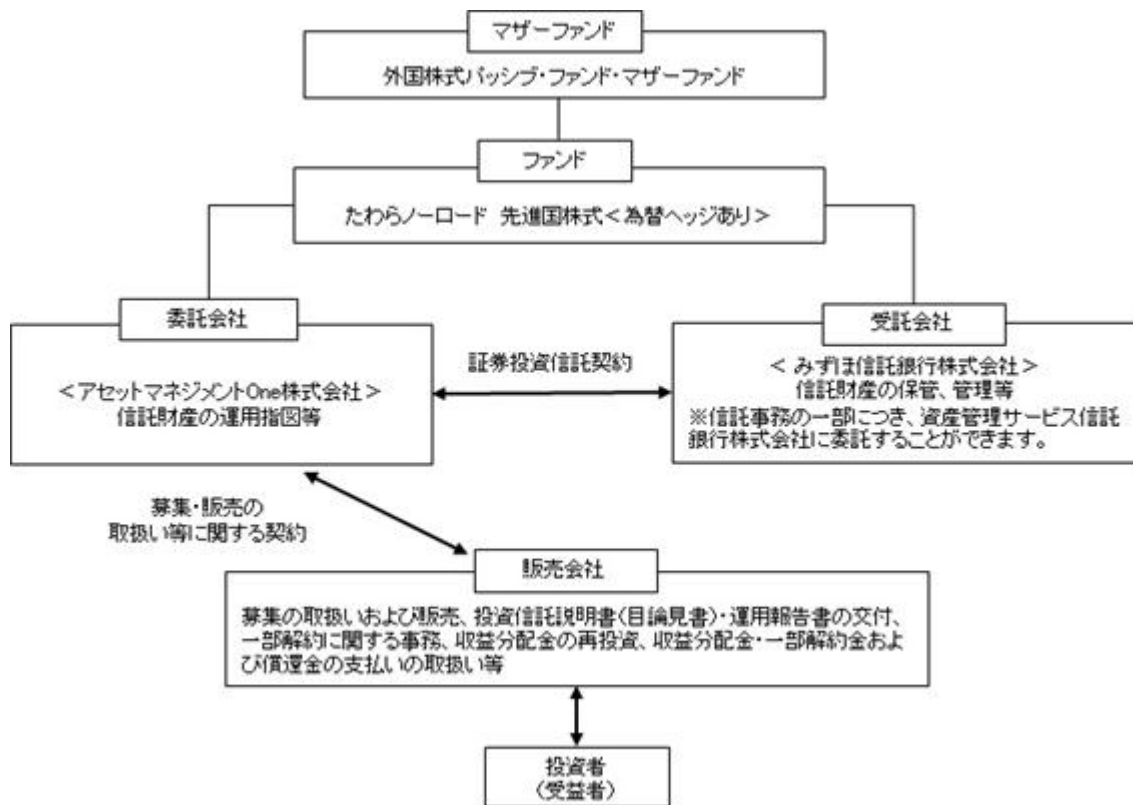 マザーファンド
外国株式パッシブ・ファンド・マザーファンド
ファンド
たわらノーロード 先進国株式<為替ヘッジあり>
委託会社
<アセットマネジメントOne株式会社>
信託財産の運用指図等
証券投資信託契約
受託会社
<みずほ信託銀行株式会社>
信託財産の保管、管理等
※信託事務の一部につき、資産管理サービス信託
銀行株式会社に委託することができます。
募集・販売の
取扱い等に関する契約
販売会社
募集の取扱いおよび販売、投資信託説明書(目論見書)・運用報告書の交付、
一部解約に関する事務、収益分配金の再投資、収益分配金・一部解約金およ
び償還金の支払いの取扱い等
投資者
(受益者)